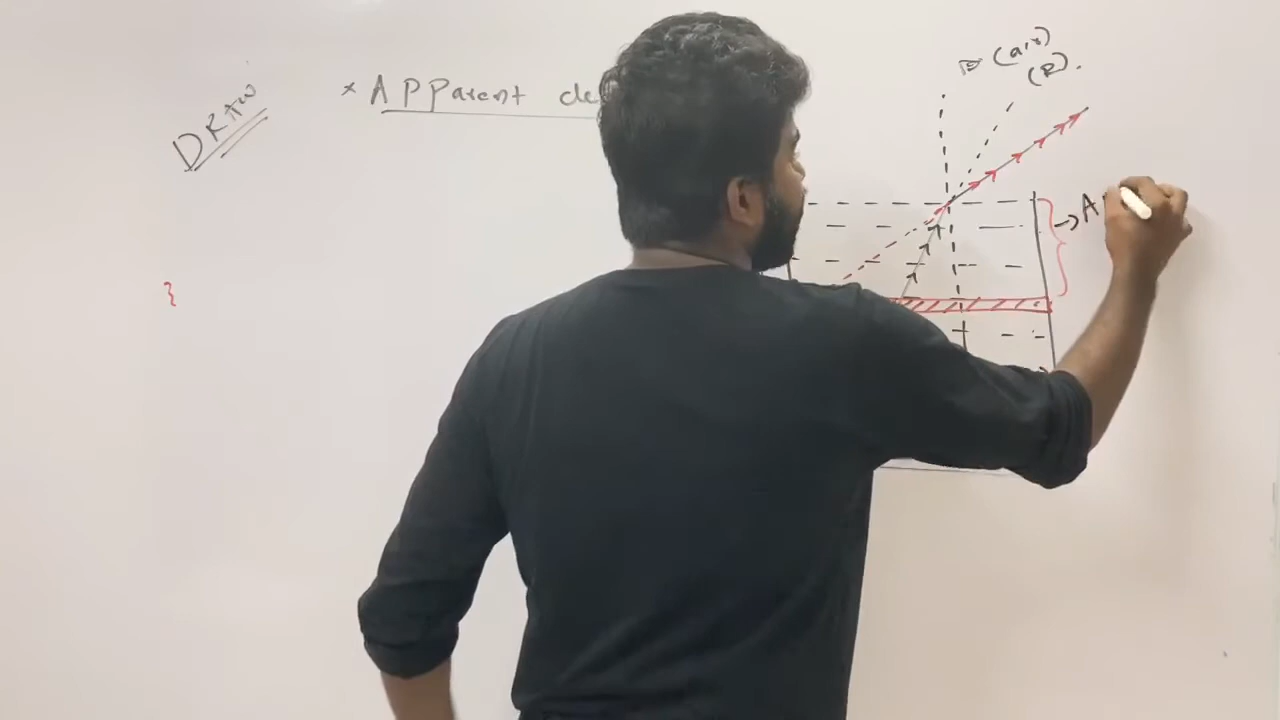 DRAW
* APParent de
(air)
(R).
→ A